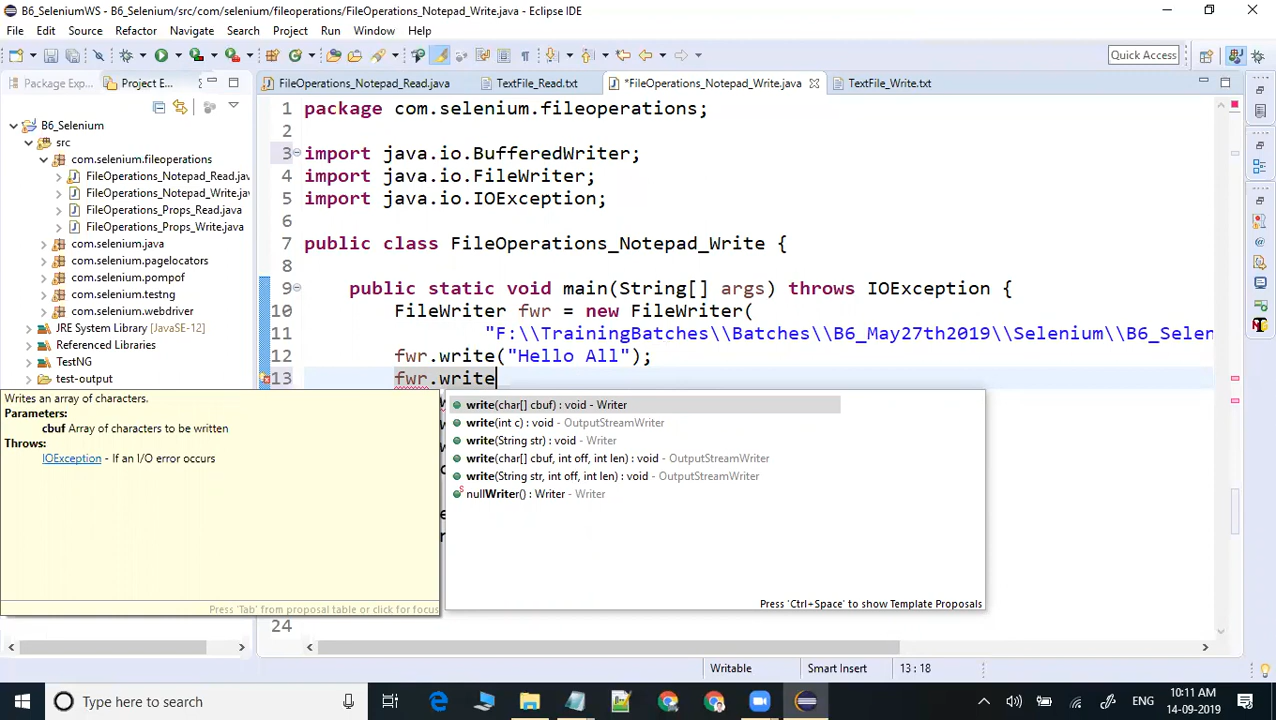 B6_SeleniumWS - B6_Selenium/src/com/selenium/fileoperations/FileOperations_Notepad_Write.java - Eclipse IDE
File Edit Source Refactor Navigate Search Project Run Window Help
Quick Access
Package Exp... Project E...
FileOperations_Notepad_Read.java TextFile_Read.txt *FileOperations_Notepad_Write.java TextFile_Write.txt
B6_Selenium
src
com.selenium.fileoperations
FileOperations_Notepad_Read.jav
FileOperations_Notepad_Write.jav
FileOperations_Props_Read.java
FileOperations_Props_Write.java
com.selenium.java
com.selenium.pagelocators
com.selenium.pompof
com.selenium.testng
com.selenium.webdriver
JRE System Library [JavaSE-12]
Referenced Libraries
TestNG
test-output
1 package com.selenium.fileoperations;
2
3 import java.io.BufferedWriter;
4 import java.io.FileWriter;
5 import java.io.IOException;
6
7 public class FileOperations_Notepad_Write {
8
9 public static void main(String[] args) throws IOException {
10 FileWriter fwr = new FileWriter(
11 "F:\\TrainingBatches\\Batches\\B6_May27th2019\\Selenium\\B6_Selen
12 fwr.write("Hello All");
13 fwr.write
24
Writes an array of characters.
Parameters:
cbuf Array of characters to be written
Throws:
IOException - If an I/O error occurs
Press 'Tab' from proposal table or click for focus
write(char[] cbuf) : void - Writer
write(int c) : void - OutputStreamWriter
write(String str) : void - Writer
write(char[] cbuf, int off, int len) : void - OutputStreamWriter
write(String str, int off, int len) : void - OutputStreamWriter
nullWriter() : Writer - Writer
Press 'Ctrl+Space' to show Template Proposals
Writable Smart Insert 13 : 18
Type here to search
ENG
10:11 AM
14-09-2019